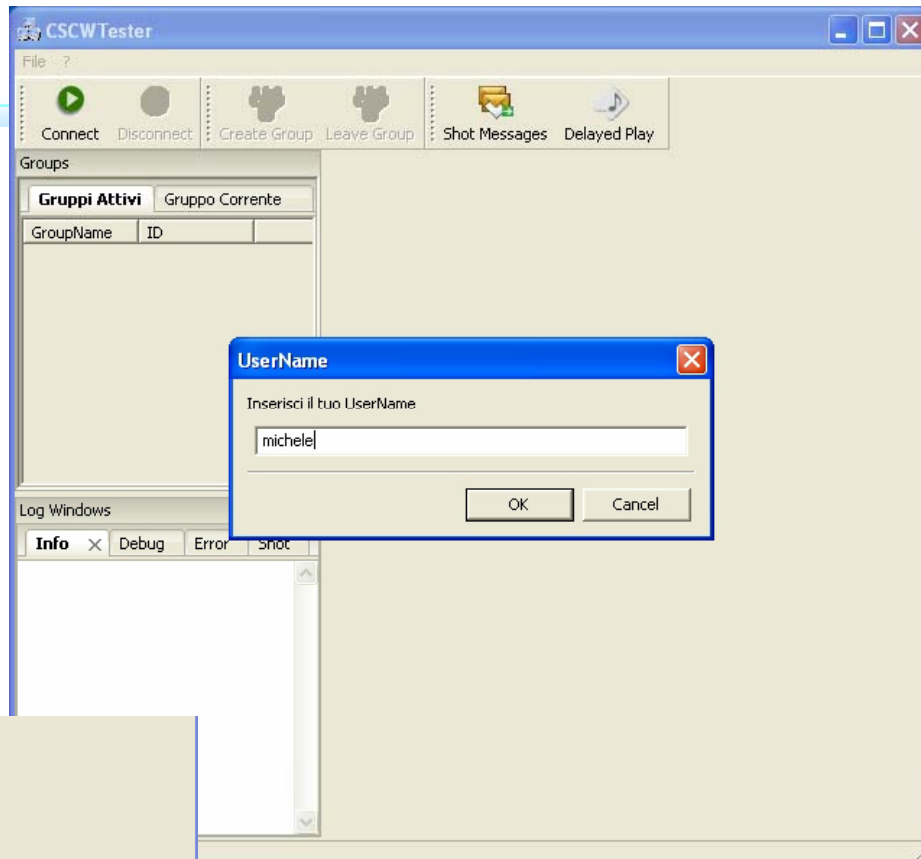 CSCWTester
File ?
Connect Disconnect Create Group Leave Group Shot Messages Delayed Play
Groups
Gruppi Attivi Gruppo Corrente
GroupName ID
UserName
Inserisci il tuo UserName
michele
OK Cancel
Log Windows
Info Debug Error Shot